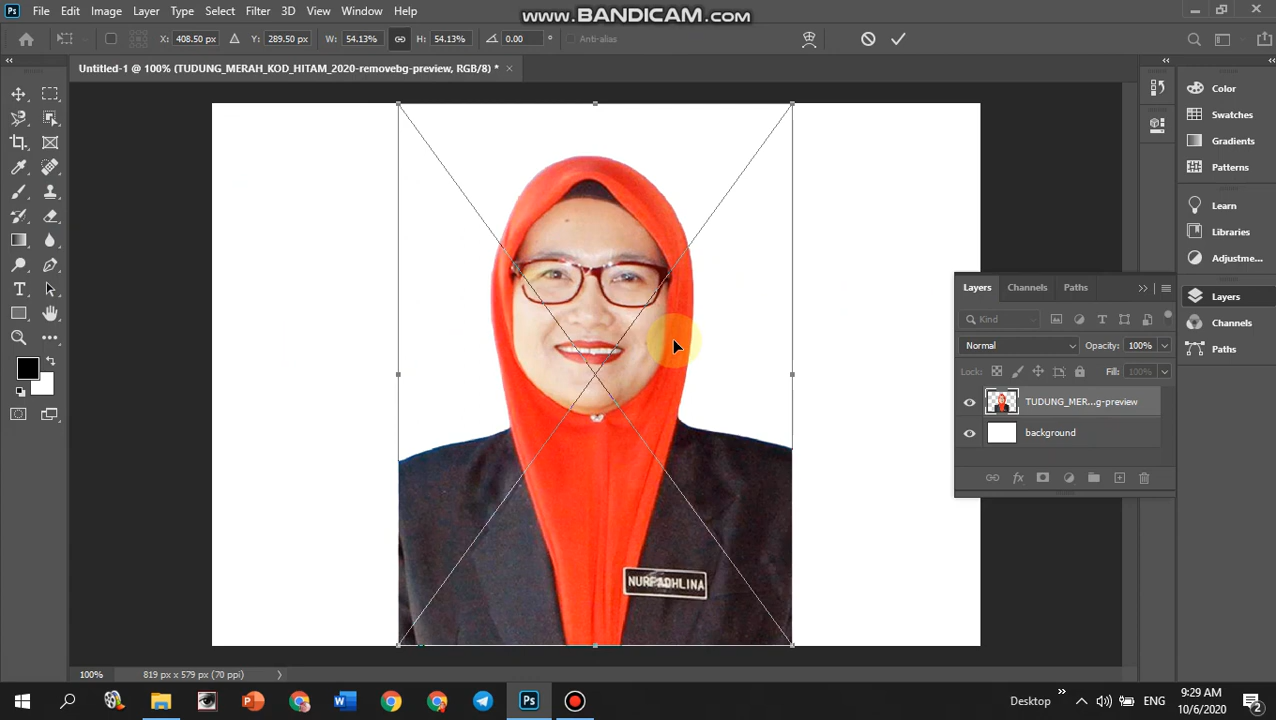 File Edit Image Layer Type Select Filter 3D View Window Help
www.BANDICAM.com
X: 408.50 px Y: 289.50 px W: 54.13% H: 54.13% 0.00 ° Anti-alias
Untitled-1 @ 100% (TUDUNG_MERAH_KOD_HITAM_2020-removebg-preview, RGB/8) * ×
Color
Swatches
Gradients
Patterns
Learn
Libraries
Adjustme...
Layers
Channels
Paths
Layers Channels Paths
Kind
Normal Opacity: 100%
Lock: Fill: 100%
TUDUNG_MER...g-preview
background
NURFADHLINA
100% 819 px x 579 px (70 ppi)
Desktop ENG 9:29 AM
10/6/2020
2